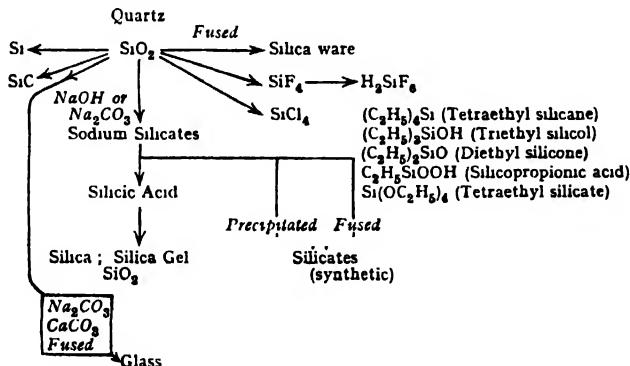 Quartz
Si SiO₂ Fused Silica ware
SiC SiF₄ H₂SiF₆
NaOH or
Na₂CO₃ SiCl₄ (C₂H₅)₄Si (Tetraethyl silicane)
Sodium Silicates (C₂H₅)₃SiOH (Triethyl silicol)
(C₂H₅)₂SiO (Diethyl silicone)
Silicic Acid C₂H₅SiOOH (Silicopropionic acid)
Si(OC₂H₅)₄ (Tetraethyl silicate)
Precipitated Fused
Silica ; Silica Gel Silicates
SiO₂ (synthetic)
Na₂CO₃
CaCO₃
Fused
Glass